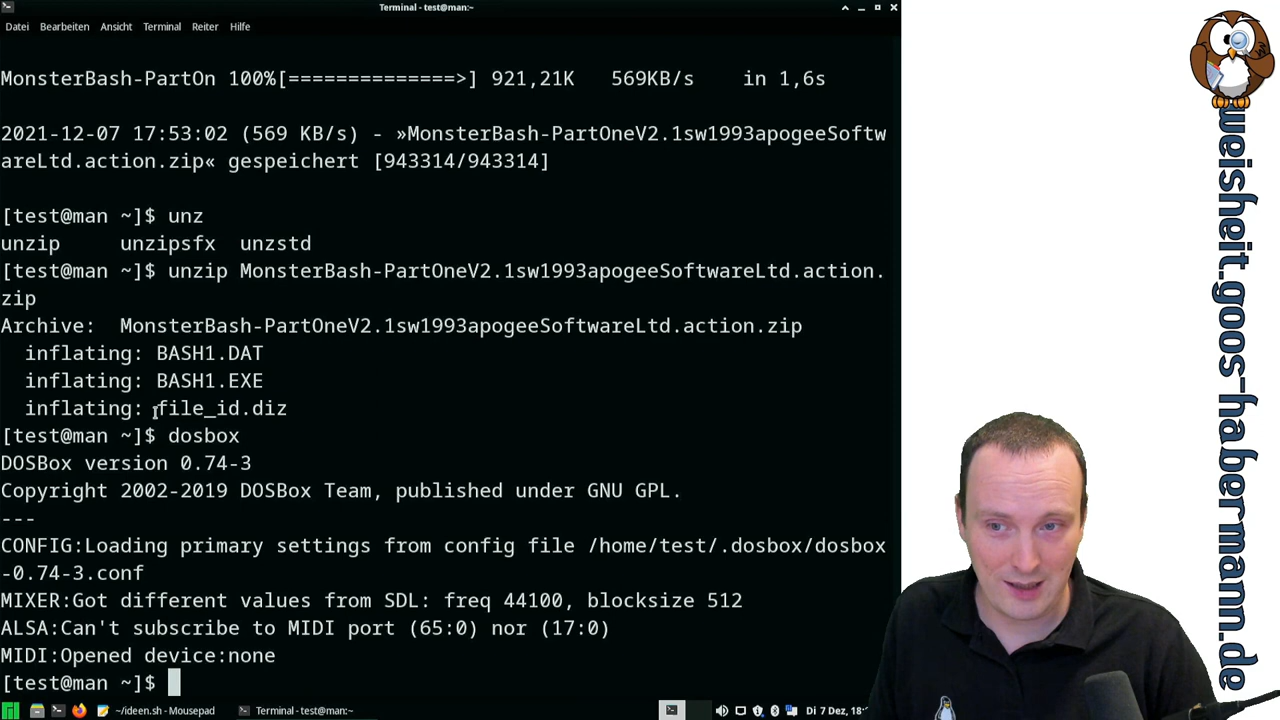 Terminal - test@man:~
Datei Bearbeiten Ansicht Terminal Reiter Hilfe
MonsterBash-PartOn 100%[==============>] 921,21K 569KB/s in 1,6s
2021-12-07 17:53:02 (569 KB/s) - »MonsterBash-PartOneV2.1sw1993apogeeSoftw
areLtd.action.zip« gespeichert [943314/943314]
[test@man ~]$ unz
unzip unzipsfx unzstd
[test@man ~]$ unzip MonsterBash-PartOneV2.1sw1993apogeeSoftwareLtd.action.
zip
Archive: MonsterBash-PartOneV2.1sw1993apogeeSoftwareLtd.action.zip
inflating: BASH1.DAT
inflating: BASH1.EXE
inflating: file_id.diz
[test@man ~]$ dosbox
DOSBox version 0.74-3
Copyright 2002-2019 DOSBox Team, published under GNU GPL.
---
CONFIG:Loading primary settings from config file /home/test/.dosbox/dosbox
-0.74-3.conf
MIXER:Got different values from SDL: freq 44100, blocksize 512
ALSA:Can't subscribe to MIDI port (65:0) nor (17:0)
MIDI:Opened device:none
[test@man ~]$
~/ideen.sh - Mousepad
Terminal - test@man:~
Di 7 Dez, 18:
weisheit.goos-habermann.de